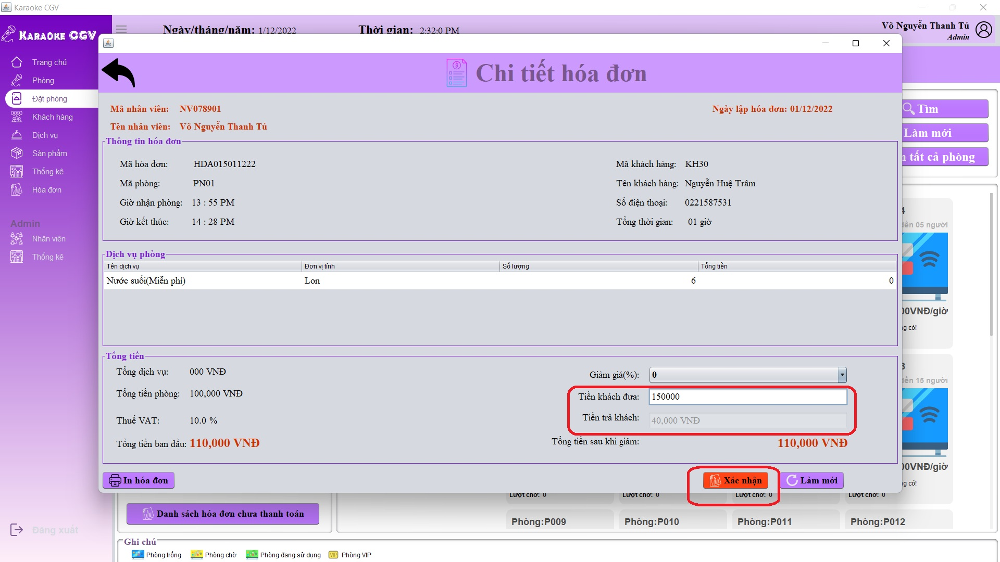 Karaoke CGV
KARAOKE CGV
Ngày/tháng/năm: 1/12/2022
Thời gian: 2:32:0 PM
Võ Nguyễn Thanh Tú
Admin
Trang chủ
Phòng
Đặt phòng
Khách hàng
Dịch vụ
Sản phẩm
Thống kê
Hóa đơn
Admin
Nhân viên
Thống kê
Đăng xuất
Chi tiết hóa đơn
Mã nhân viên: NV078901
Ngày lập hóa đơn: 01/12/2022
Tên nhân viên: Võ Nguyễn Thanh Tú
Thông tin hóa đơn
Mã hóa đơn: HDA015011222
Mã khách hàng: KH30
Mã phòng: PN01
Tên khách hàng: Nguyễn Huệ Trâm
Giờ nhận phòng: 13 : 55 PM
Số điện thoại: 0221587531
Giờ kết thúc: 14 : 28 PM
Tổng thời gian: 01 giờ
Dịch vụ phòng
Tên dịch vụ Đơn vị tính Số lượng Tổng tiền
Nước suối(Miễn phí) Lon 6 0
Tổng tiền
Tổng dịch vụ: 000 VNĐ
Giảm giá(%): 0
Tổng tiền phòng: 100,000 VNĐ
Tiền khách đưa: 150000
Thuế VAT: 10.0 %
Tiền trả khách: 40,000 VNĐ
Tổng tiền ban đầu: 110,000 VNĐ
Tổng tiền sau khi giảm: 110,000 VNĐ
In hóa đơn
Xác nhận
Làm mới
Tìm
Làm mới
tất cả phòng
đến 05 người
00VNĐ/giờ
ng có!
đến 15 người
00VNĐ/giờ
ng có!
Lượt chờ: 0 Lượt chờ: 0 Lượt chờ: 0 Lượt chờ: 0
Danh sách hóa đơn chưa thanh toán
Phòng:P009 Phòng:P010 Phòng:P011 Phòng:P012
Ghi chú
Phòng trống Phòng chờ Phòng đang sử dụng VIP Phòng VIP